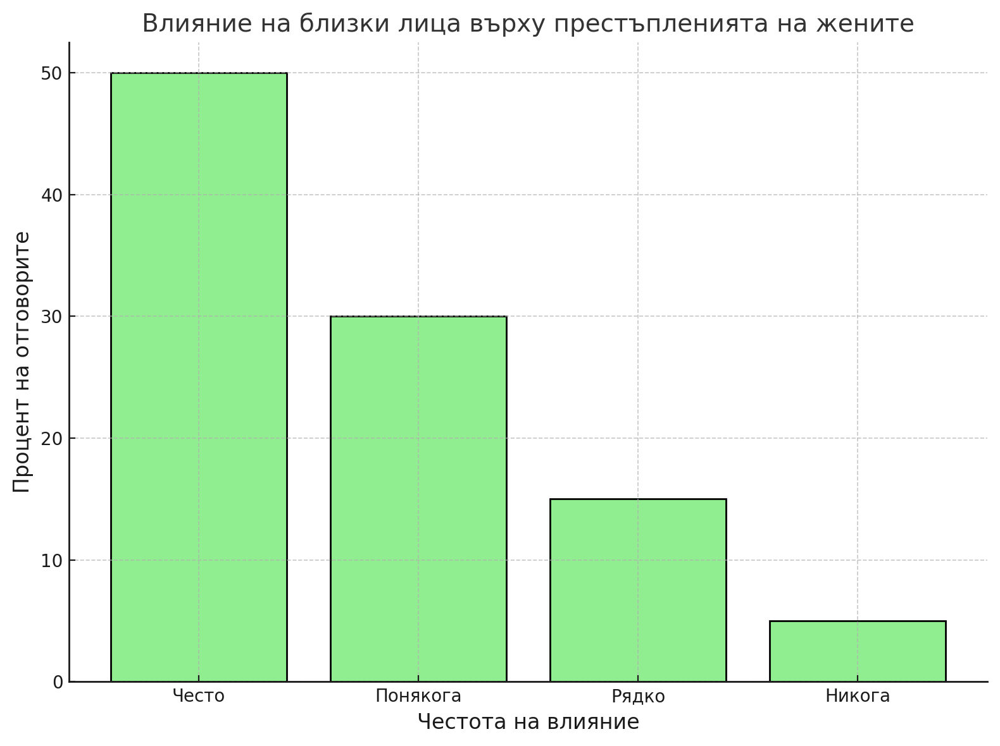 Влияние на близки лица върху престъпленията на жените
Процент на отговорите
50
40
30
20
10
0
Често
Понякога
Рядко
Никога
Честота на влияние